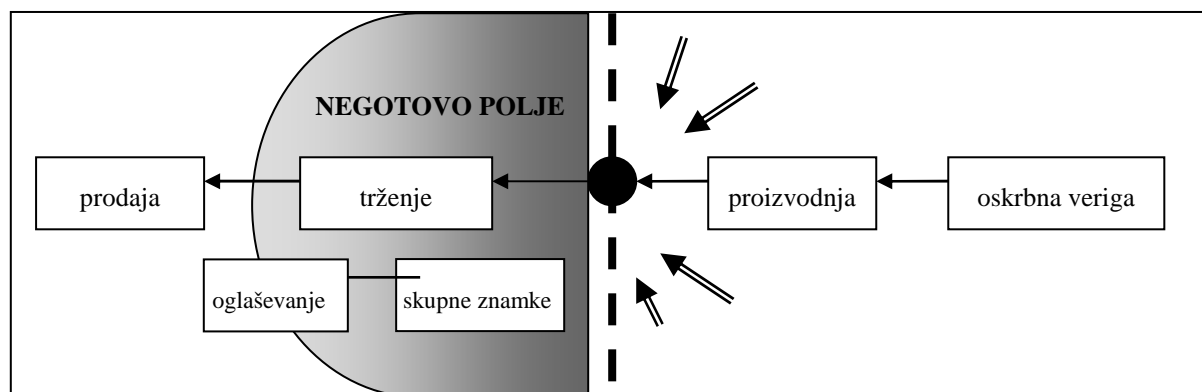 NEGOTOVO POLJE
prodaja
trženje
proizvodnja
oskrbna veriga
oglaševanje
skupne znamke